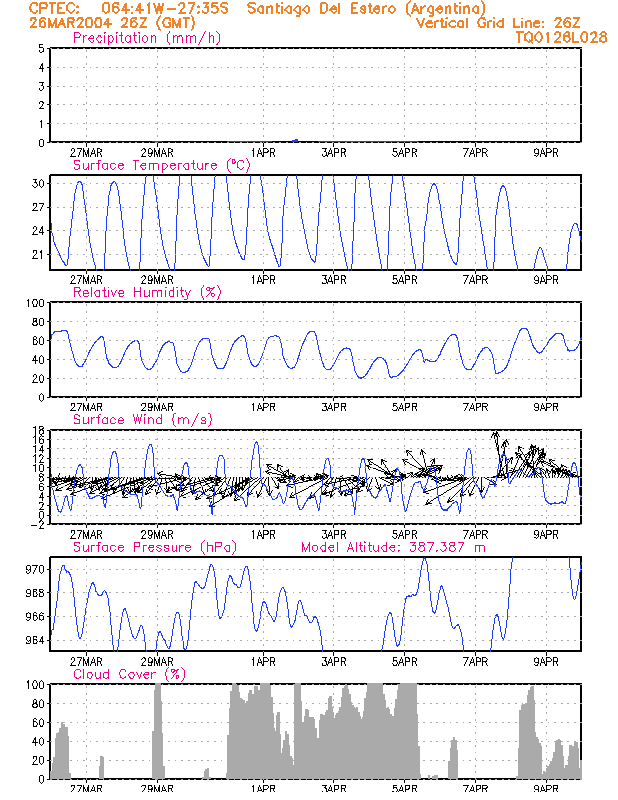 CPTEC: 064:41W-27:35S Santiago Del Estero (Argentina)
26MAR2004 26Z (GMT) Vertical Grid Line: 26Z
Precipitation (mm/h) TQ0126L028
5
4
3
2
1
0
27MAR 29MAR 1APR 3APR 5APR 7APR 9APR
Surface Temperature (°C)
30
27
24
21
27MAR 29MAR 1APR 3APR 5APR 7APR 9APR
Relative Humidity (%)
100
80
60
40
20
0
27MAR 29MAR 1APR 3APR 5APR 7APR 9APR
Surface Wind (m/s)
18
16
14
12
10
8
6
4
2
0
-2
27MAR 29MAR 1APR 3APR 5APR 7APR 9APR
Surface Pressure (hPa) Model Altitude: 387.387 m
970
968
966
964
27MAR 29MAR 1APR 3APR 5APR 7APR 9APR
Cloud Cover (%)
100
80
60
40
20
0
27MAR 29MAR 1APR 3APR 5APR 7APR 9APR